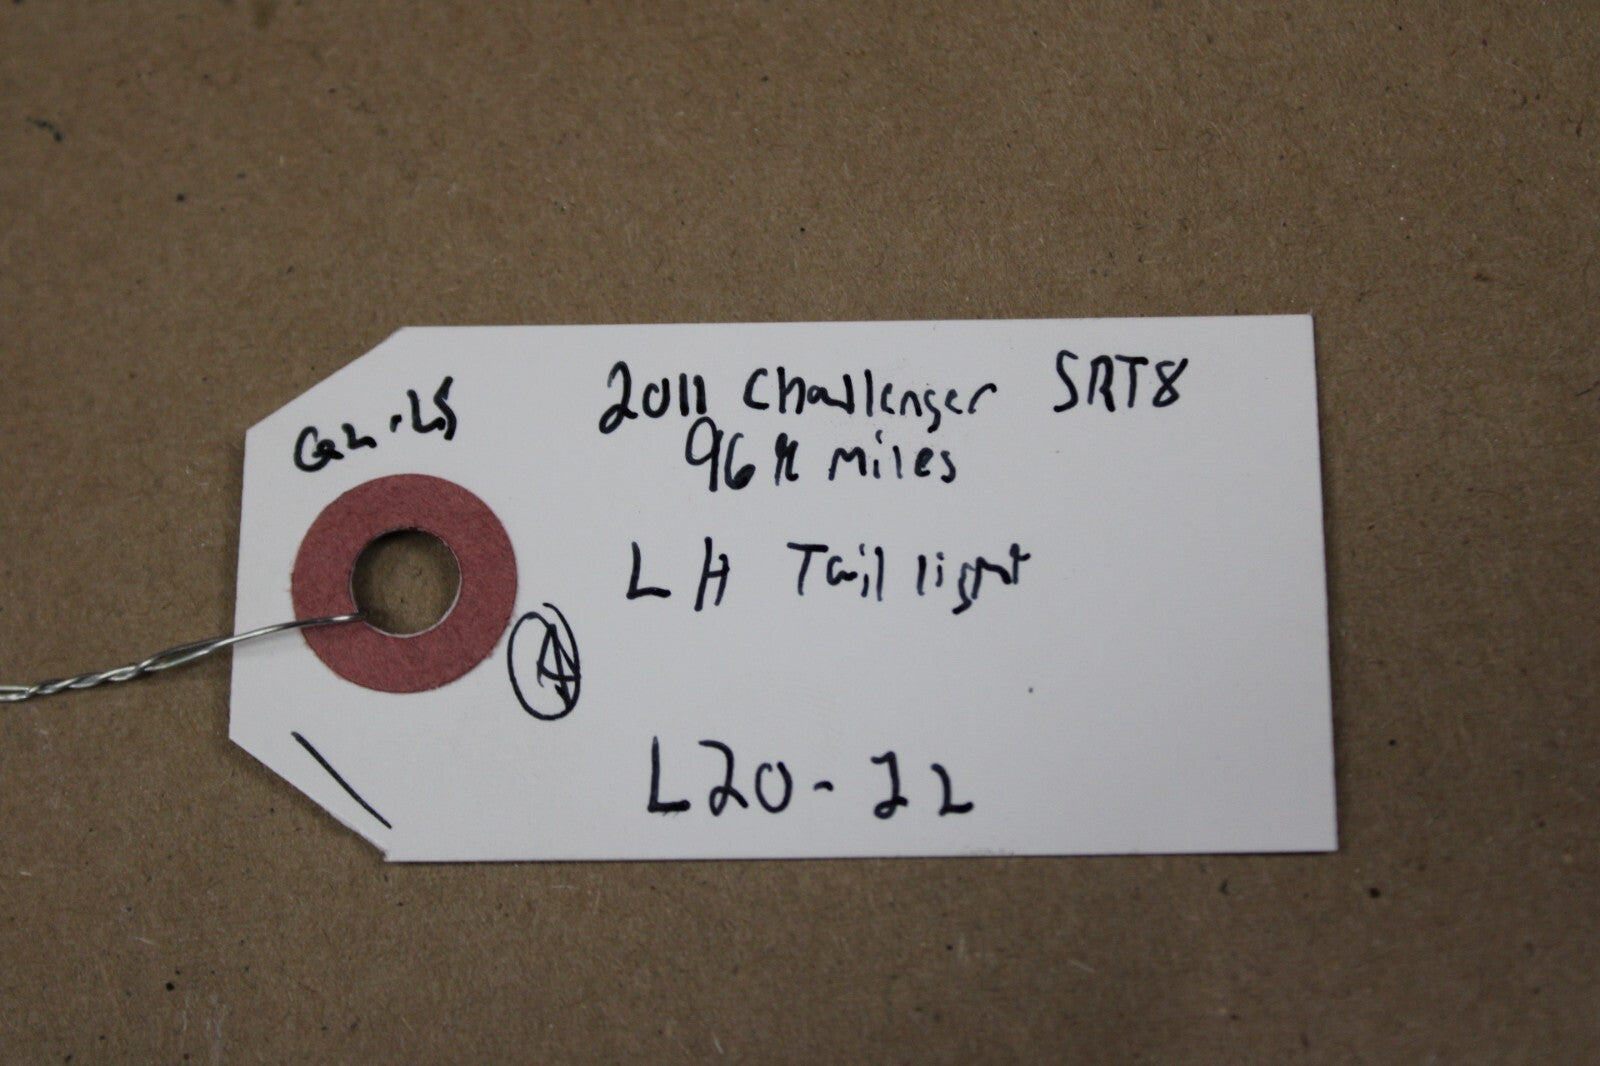 2011 Challenger SRT8
96K miles
LH Tail light
L20-22